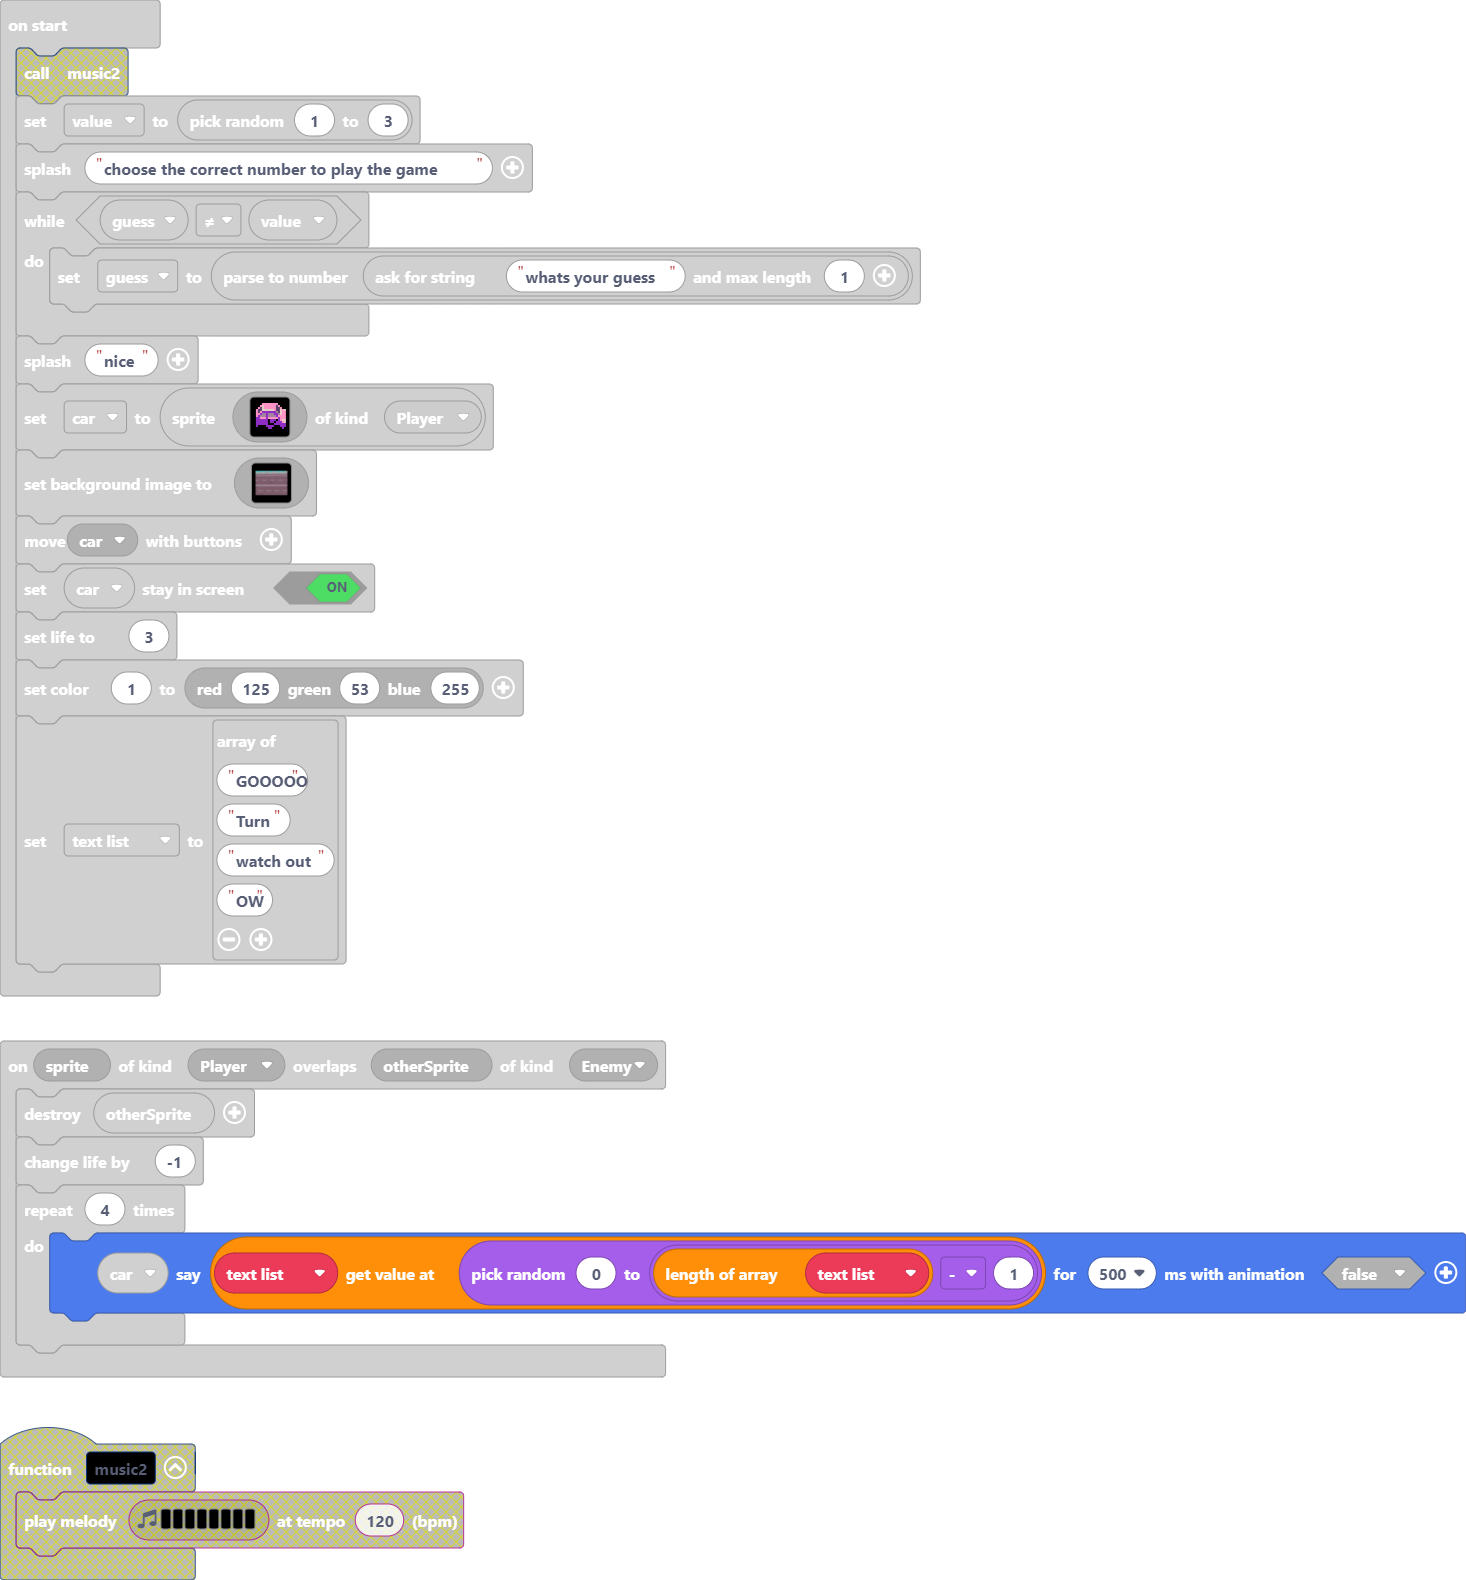 on start
call music2
set value to pick random 1 to 3
splash "choose the correct number to play the game "
while guess ≠ value
do set guess to parse to number ask for string "whats your guess " and max length 1
splash "nice "
set car to sprite of kind Player
set background image to
move car with buttons
set car stay in screen ON
set life to 3
set color 1 to red 125 green 53 blue 255
array of
"GOOOOO"
"Turn "
set text list to
"watch out "
"OW"
on sprite of kind Player overlaps otherSprite of kind Enemy
destroy otherSprite
change life by -1
repeat 4 times
do
car say text list get value at pick random 0 to length of array text list - 1 for 500 ms with animation false
function music2
play melody at tempo 120 (bpm)